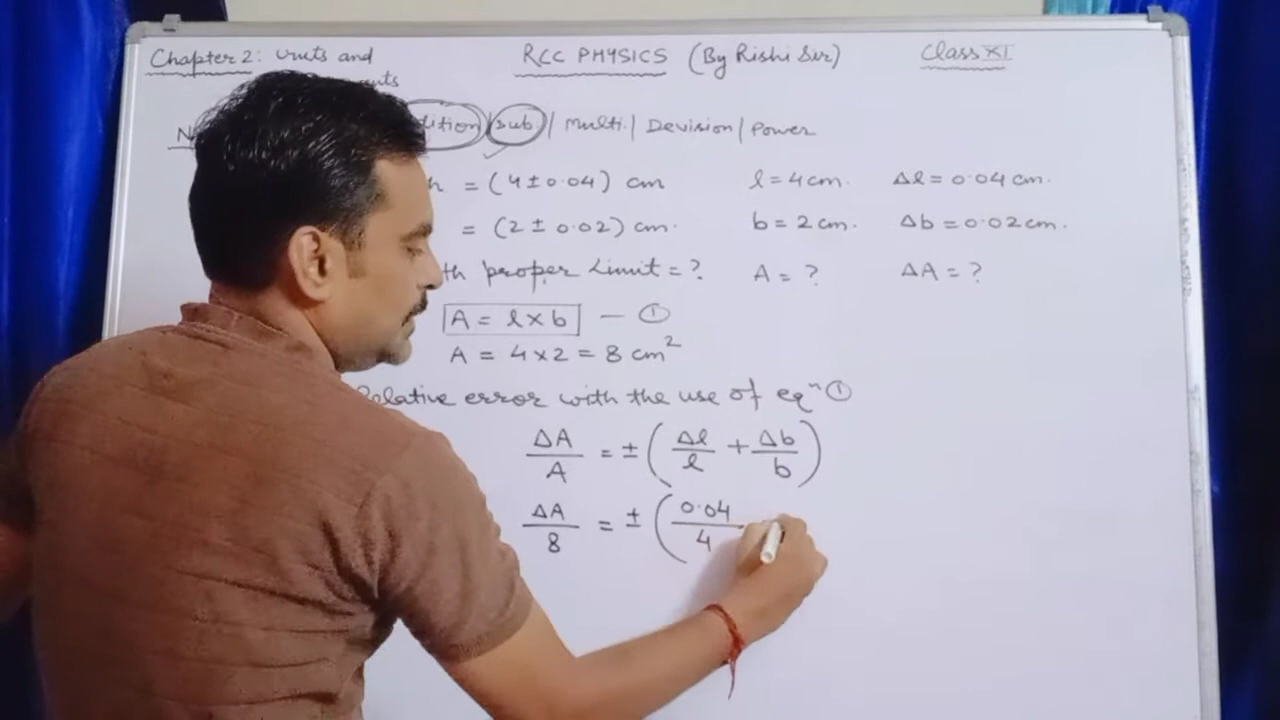 Chapter 2: Units and RCC PHYSICS (By Rishi Sir) Class XI
sub. / Multi. / Devision / Power
= (4 ± 0.04) cm l = 4 cm. Δl = 0.04 cm.
= (2 ± 0.02) cm. b = 2 cm. Δb = 0.02 cm.
proper Limit = ? A = ? ΔA = ?
A = l × b — ①
A = 4 × 2 = 8 cm²
Relative error with the use of eqⁿ ①
ΔA/A = ± (Δl/l + Δb/b)
ΔA/8 = ± (0.04/4